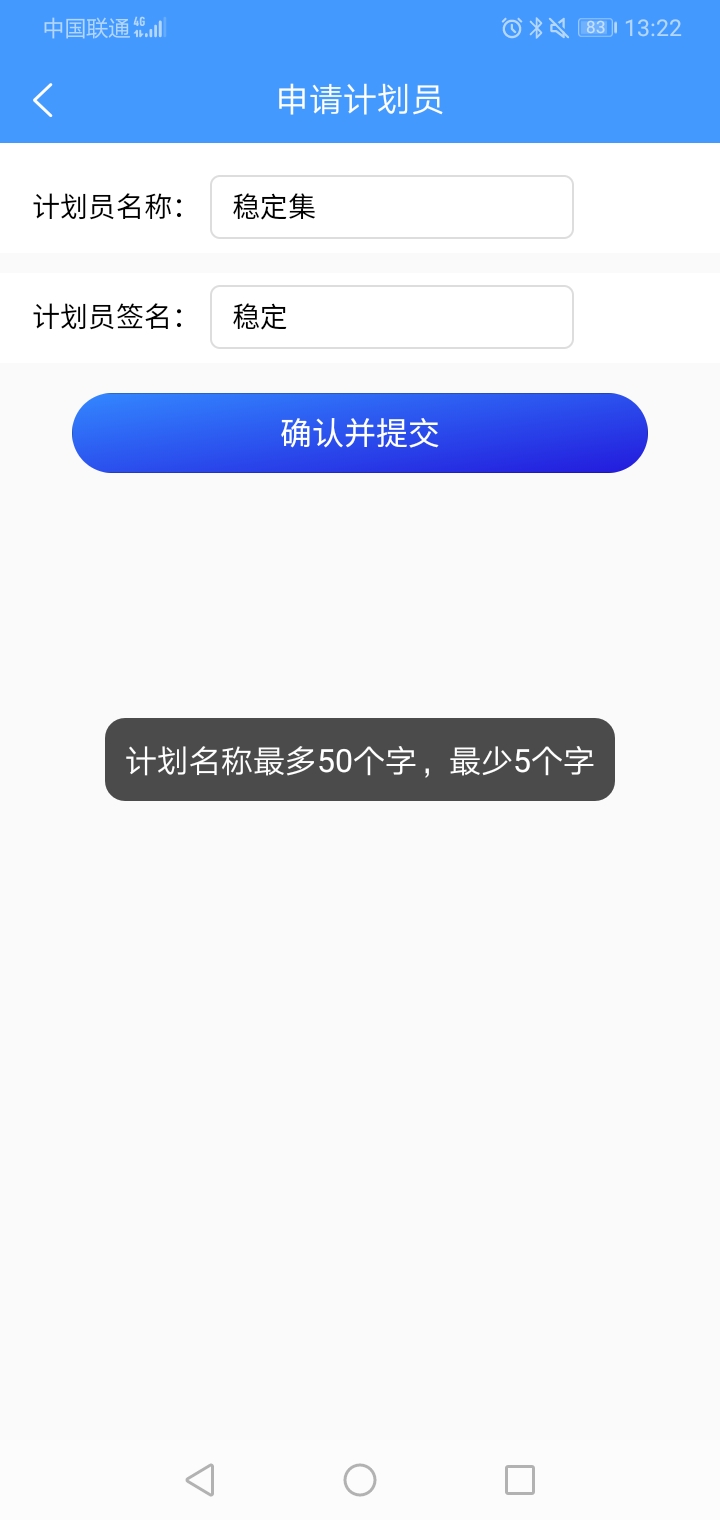 中国联通 4G 83 13:22
申请计划员
计划员名称： 稳定集
计划员签名： 稳定
确认并提交
计划名称最多50个字，最少5个字